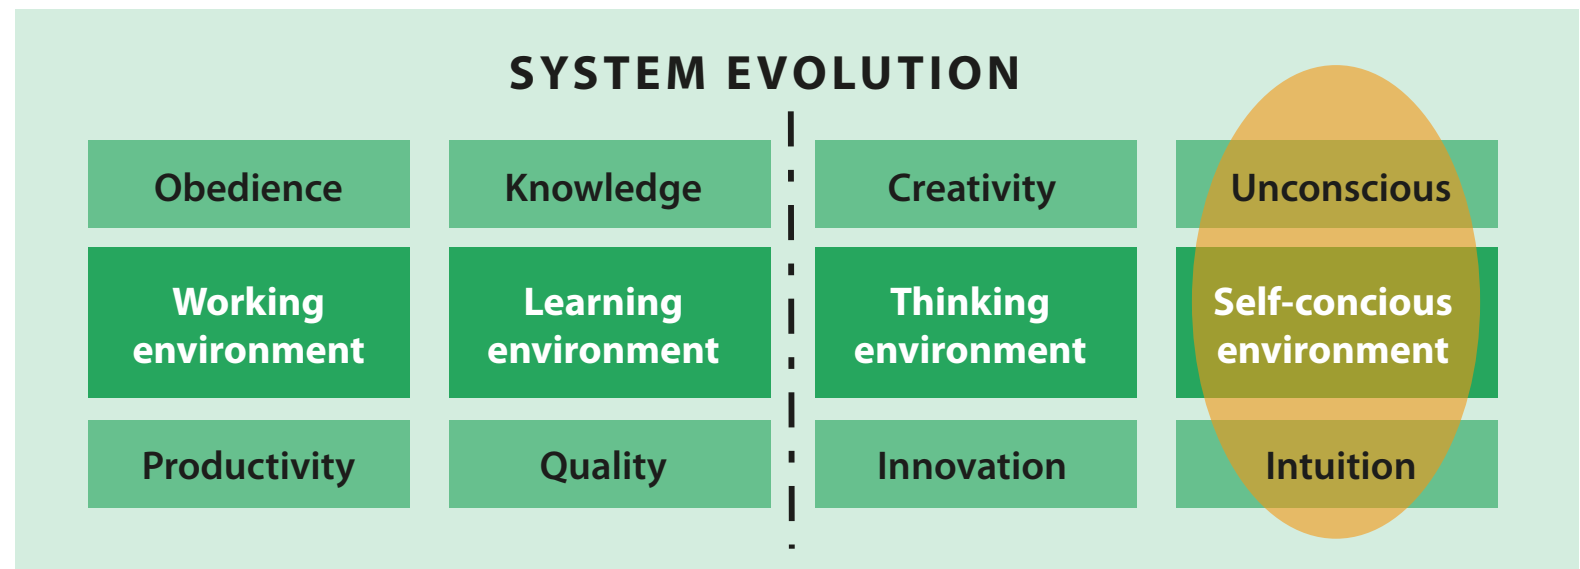 SYSTEM EVOLUTION
Obedience
Knowledge
Creativity
Unconscious
Working
environment
Learning
environment
Thinking
environment
Self-concious
environment
Productivity
Quality
Innovation
Intuition